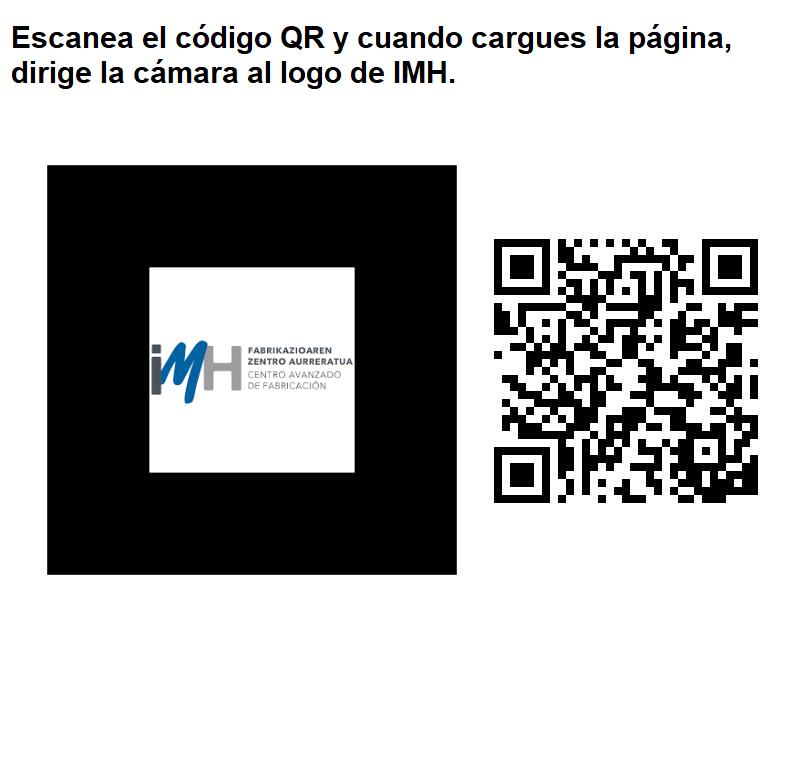 Escanea el código QR y cuando cargues la página,
dirige la cámara al logo de IMH.
iMH
FABRIKAZIOAREN
ZENTRO AURRERATUA
CENTRO AVANZADO
DE FABRICACIÓN